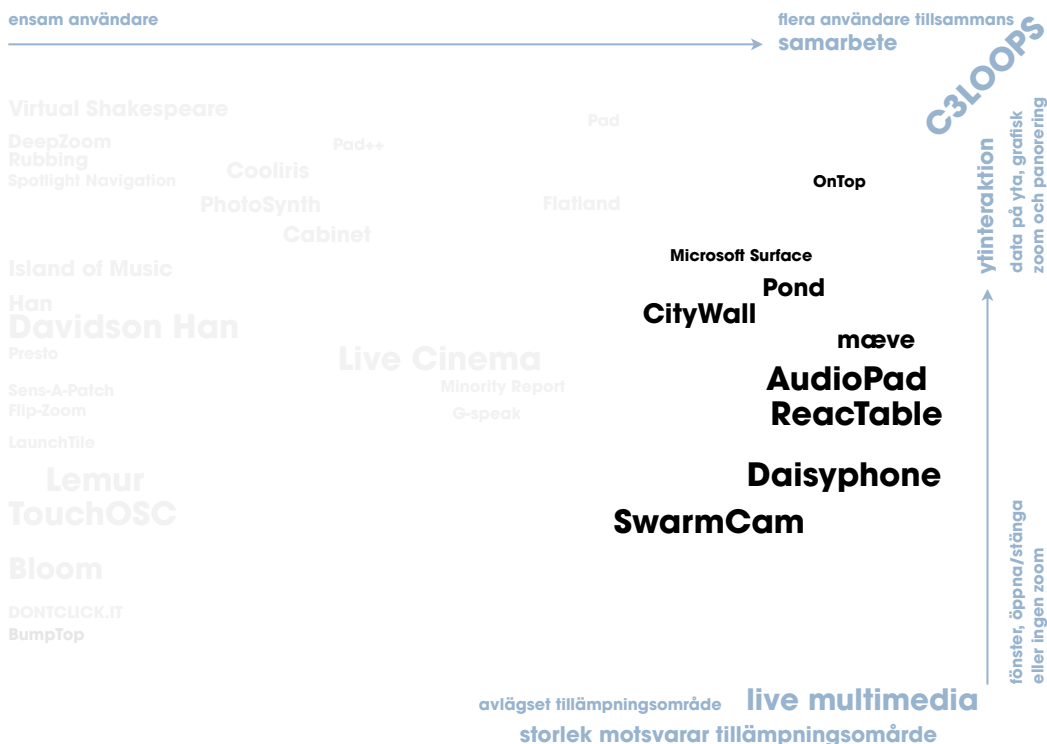 ensam användare
flera användare tillsammans
samarbete
C3LOOPS
Virtual Shakespeare
Pad
DeepZoom
Pad++
Rubbing
Cooliris
Spotlight Navigation
OnTop
PhotoSynth
Flatland
Cabinet
Microsoft Surface
Island of Music
Pond
Han
CityWall
Davidson Han
mæve
Presto
Live Cinema
AudioPad
Minority Report
Sens-A-Patch
Flip-Zoom
G-speak
ReacTable
LaunchTile
Lemur
Daisyphone
TouchOSC
SwarmCam
Bloom
DONTCLICK.IT
BumpTop
ytinteraktion
data på yta, grafisk
zoom och panorering
fönster, öppna/stänga
eller ingen zoom
avlägset tillämpningsområde
live multimedia
storlek motsvarar tillämpningsomårde